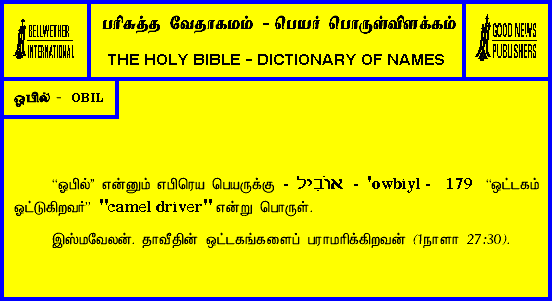 BELLWETHER
INTERNATIONAL
பரிசுத்த வேதாகமம் - பெயர் பொருள்விளக்கம்
THE HOLY BIBLE - DICTIONARY OF NAMES
GOOD NEWS
PUBLISHERS
ஓபில் - OBIL
“ஓபில்” என்னும் எபிரெய பெயருக்கு - אוֹבִיל - 'owbiyl - 179 “ஒட்டகம்
ஒட்டுகிறவர்” "camel driver" என்று பொருள்.
இஸ்மவேலன். தாவீதின் ஒட்டகங்களைப் பராமரிக்கிறவன் (1நாளா 27:30).